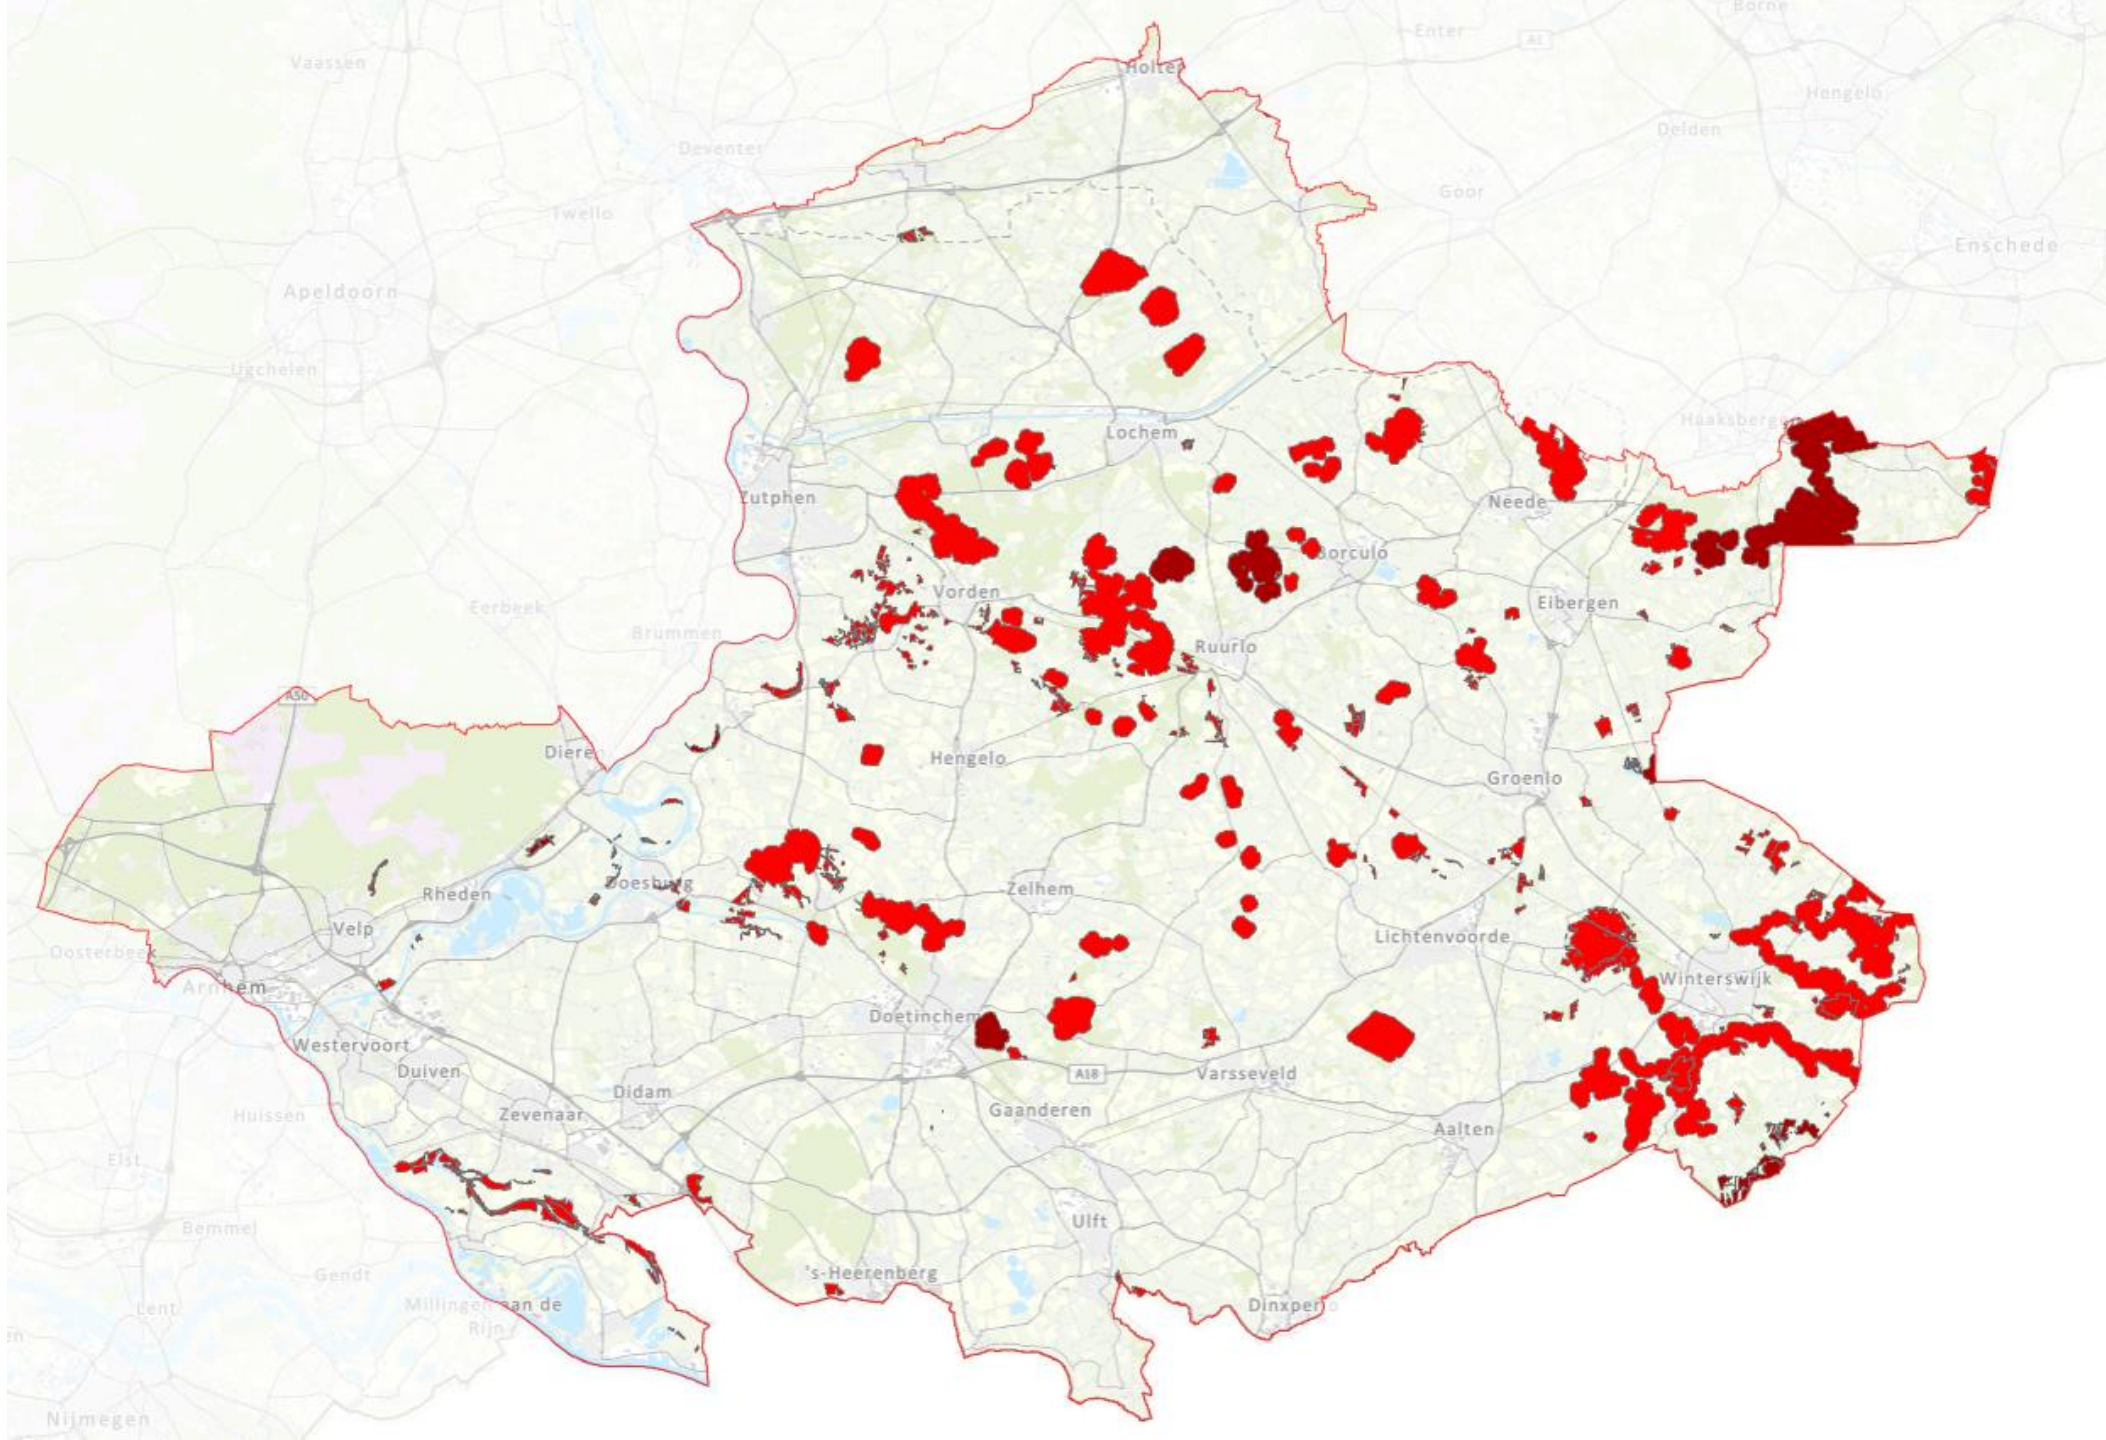 Borne
Enter
A1
Vaassen
Holten
Hengelo
Delden
Deventer
Goor
Twello
Enschede
Apeldoorn
Ugchelen
Haaksbergen
Lochem
Zutphen
Neede
Borculo
Vorden
Eibergen
Eerbeek
Brummen
Ruurlo
A50
Dieren
Hengelo
Groenlo
Doesburg
Zelhem
Rheden
Velp
Lichtenvoorde
Oosterbeek
Winterswijk
Arnhem
Doetinchem
Westervoort
Duiven
A18
Varsseveld
Didam
Zevenaar
Gaanderen
Huissen
Aalten
Elst
Ulft
Bemmel
's-Heerenberg
Gendt
Millingen aan de
Rijn
Dinxperlo
Lent
en
Nijmegen